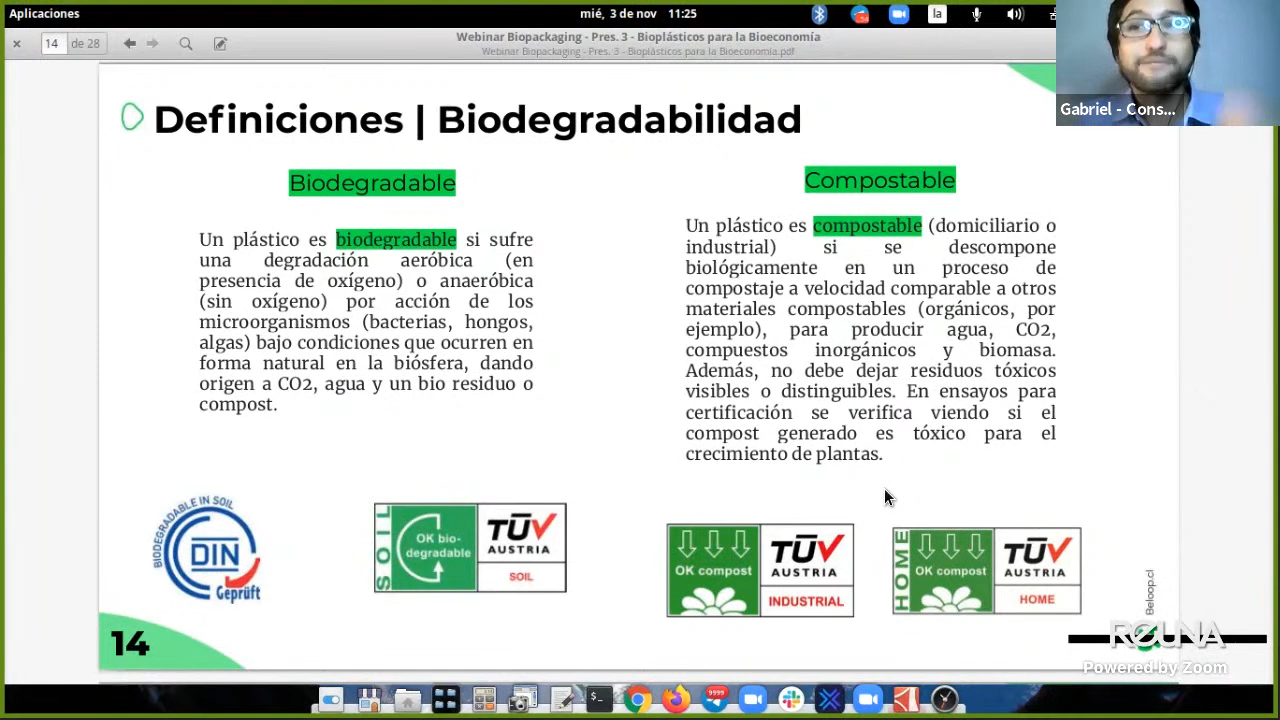 Aplicaciones
mié, 3 de nov 11:25
la
14 de 28
Webinar Biopackaging - Pres. 3 - Bioplásticos para la Bioeconomía
Webinar Biopackaging - Pres. 3 - Bioplásticos para la Bioeconomía.pdf
Gabriel - Cons...
Definiciones | Biodegradabilidad
Biodegradable
Un plástico es biodegradable si sufre
una degradación aeróbica (en
presencia de oxígeno) o anaeróbica
(sin oxígeno) por acción de los
microorganismos (bacterias, hongos,
algas) bajo condiciones que ocurren en
forma natural en la biósfera, dando
origen a CO2, agua y un bio residuo o
compost.
Compostable
Un plástico es compostable (domiciliario o
industrial) si se descompone
biológicamente en un proceso de
compostaje a velocidad comparable a otros
materiales compostables (orgánicos, por
ejemplo), para producir agua, CO2,
compuestos inorgánicos y biomasa.
Además, no debe dejar residuos tóxicos
visibles o distinguibles. En ensayos para
certificación se verifica viendo si el
compost generado es tóxico para el
crecimiento de plantas.
BIODEGRADABLE IN SOIL
DIN
Geprüft
SOIL
OK bio-
degradable
TÜV
AUSTRIA
SOIL
OK compost
TÜV
AUSTRIA
INDUSTRIAL
HOME
OK compost
TÜV
AUSTRIA
HOME
Beloop.cl
14
REUNA
Powered by Zoom
9999